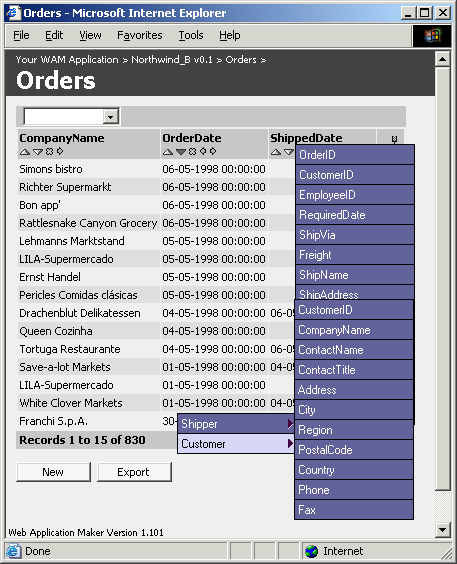 Orders - Microsoft Internet Explorer
File Edit View Favorites Tools Help
Your WAM Application > Northwind_B v0.1 > Orders >
Orders
CompanyName OrderDate ShippedDate
Simons bistro 06-05-1998 00:00:00
Richter Supermarkt 06-05-1998 00:00:00
Bon app' 06-05-1998 00:00:00
Rattlesnake Canyon Grocery 06-05-1998 00:00:00
Lehmanns Marktstand 05-05-1998 00:00:00
LILA-Supermercado 05-05-1998 00:00:00
Ernst Handel 05-05-1998 00:00:00
Pericles Comidas clásicas 05-05-1998 00:00:00
Drachenblut Delikatessen 04-05-1998 00:00:00 06-
Queen Cozinha 04-05-1998 00:00:00
Tortuga Restaurante 04-05-1998 00:00:00 06-
Save-a-lot Markets 01-05-1998 00:00:00 04-
LILA-Supermercado 01-05-1998 00:00:00
White Clover Markets 01-05-1998 00:00:00 04-
Franchi S.p.A. 30-
Records 1 to 15 of 830
OrderID
CustomerID
EmployeeID
RequiredDate
ShipVia
Freight
ShipName
ShipAddress
Shipper
Customer
CustomerID
CompanyName
ContactName
ContactTitle
Address
City
Region
PostalCode
Country
Phone
Fax
New Export
Web Application Maker Version 1.101
Done Internet